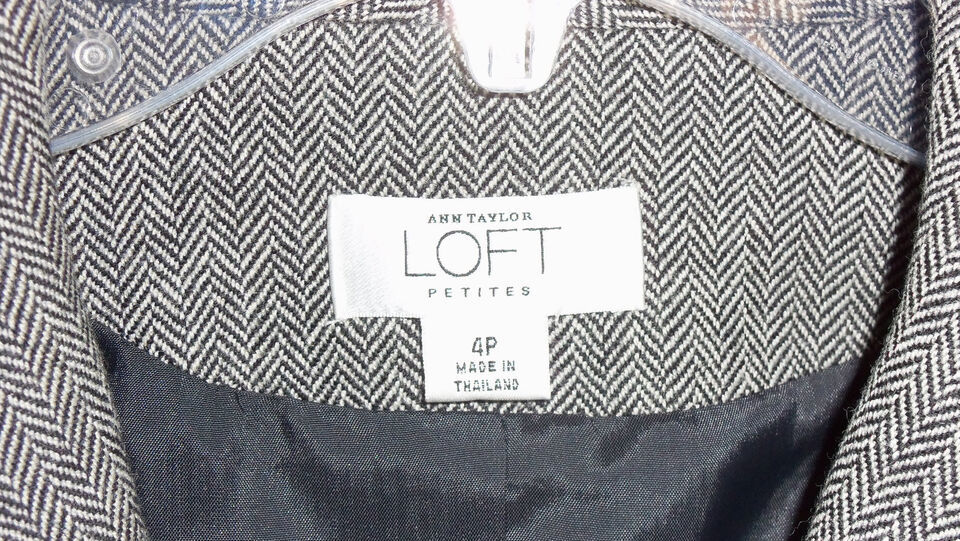 ANN TAYLOR
LOFT
PETITES
4P
MADE IN
THAILAND